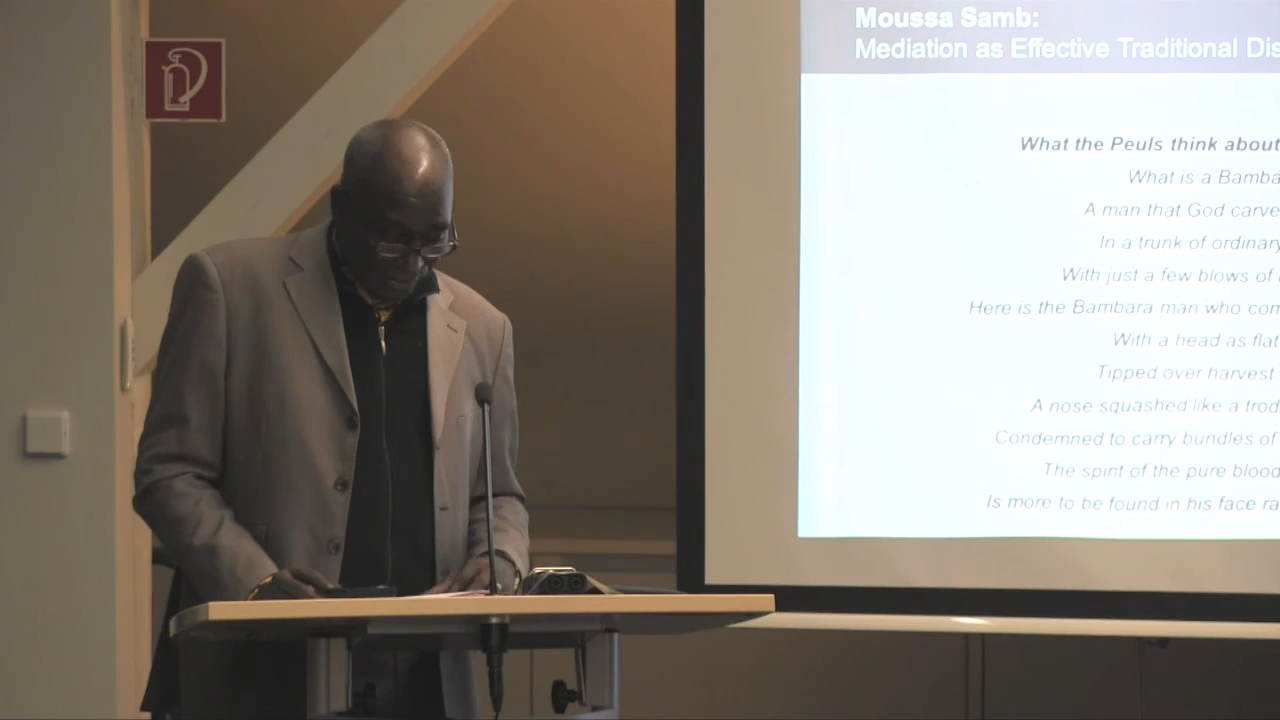 Moussa Samb:
Mediation as Effective Traditional Dis
What the Peuls think about
What is a Bamba
A man that God carve
In a trunk of ordinary
With just a few blows of
Here is the Bambara man who com
With a head as flat
Tipped over harvest
A nose squashed like a trod
Condemned to carry bundles of
The spirit of the pure blood
Is more to be found in his face ra